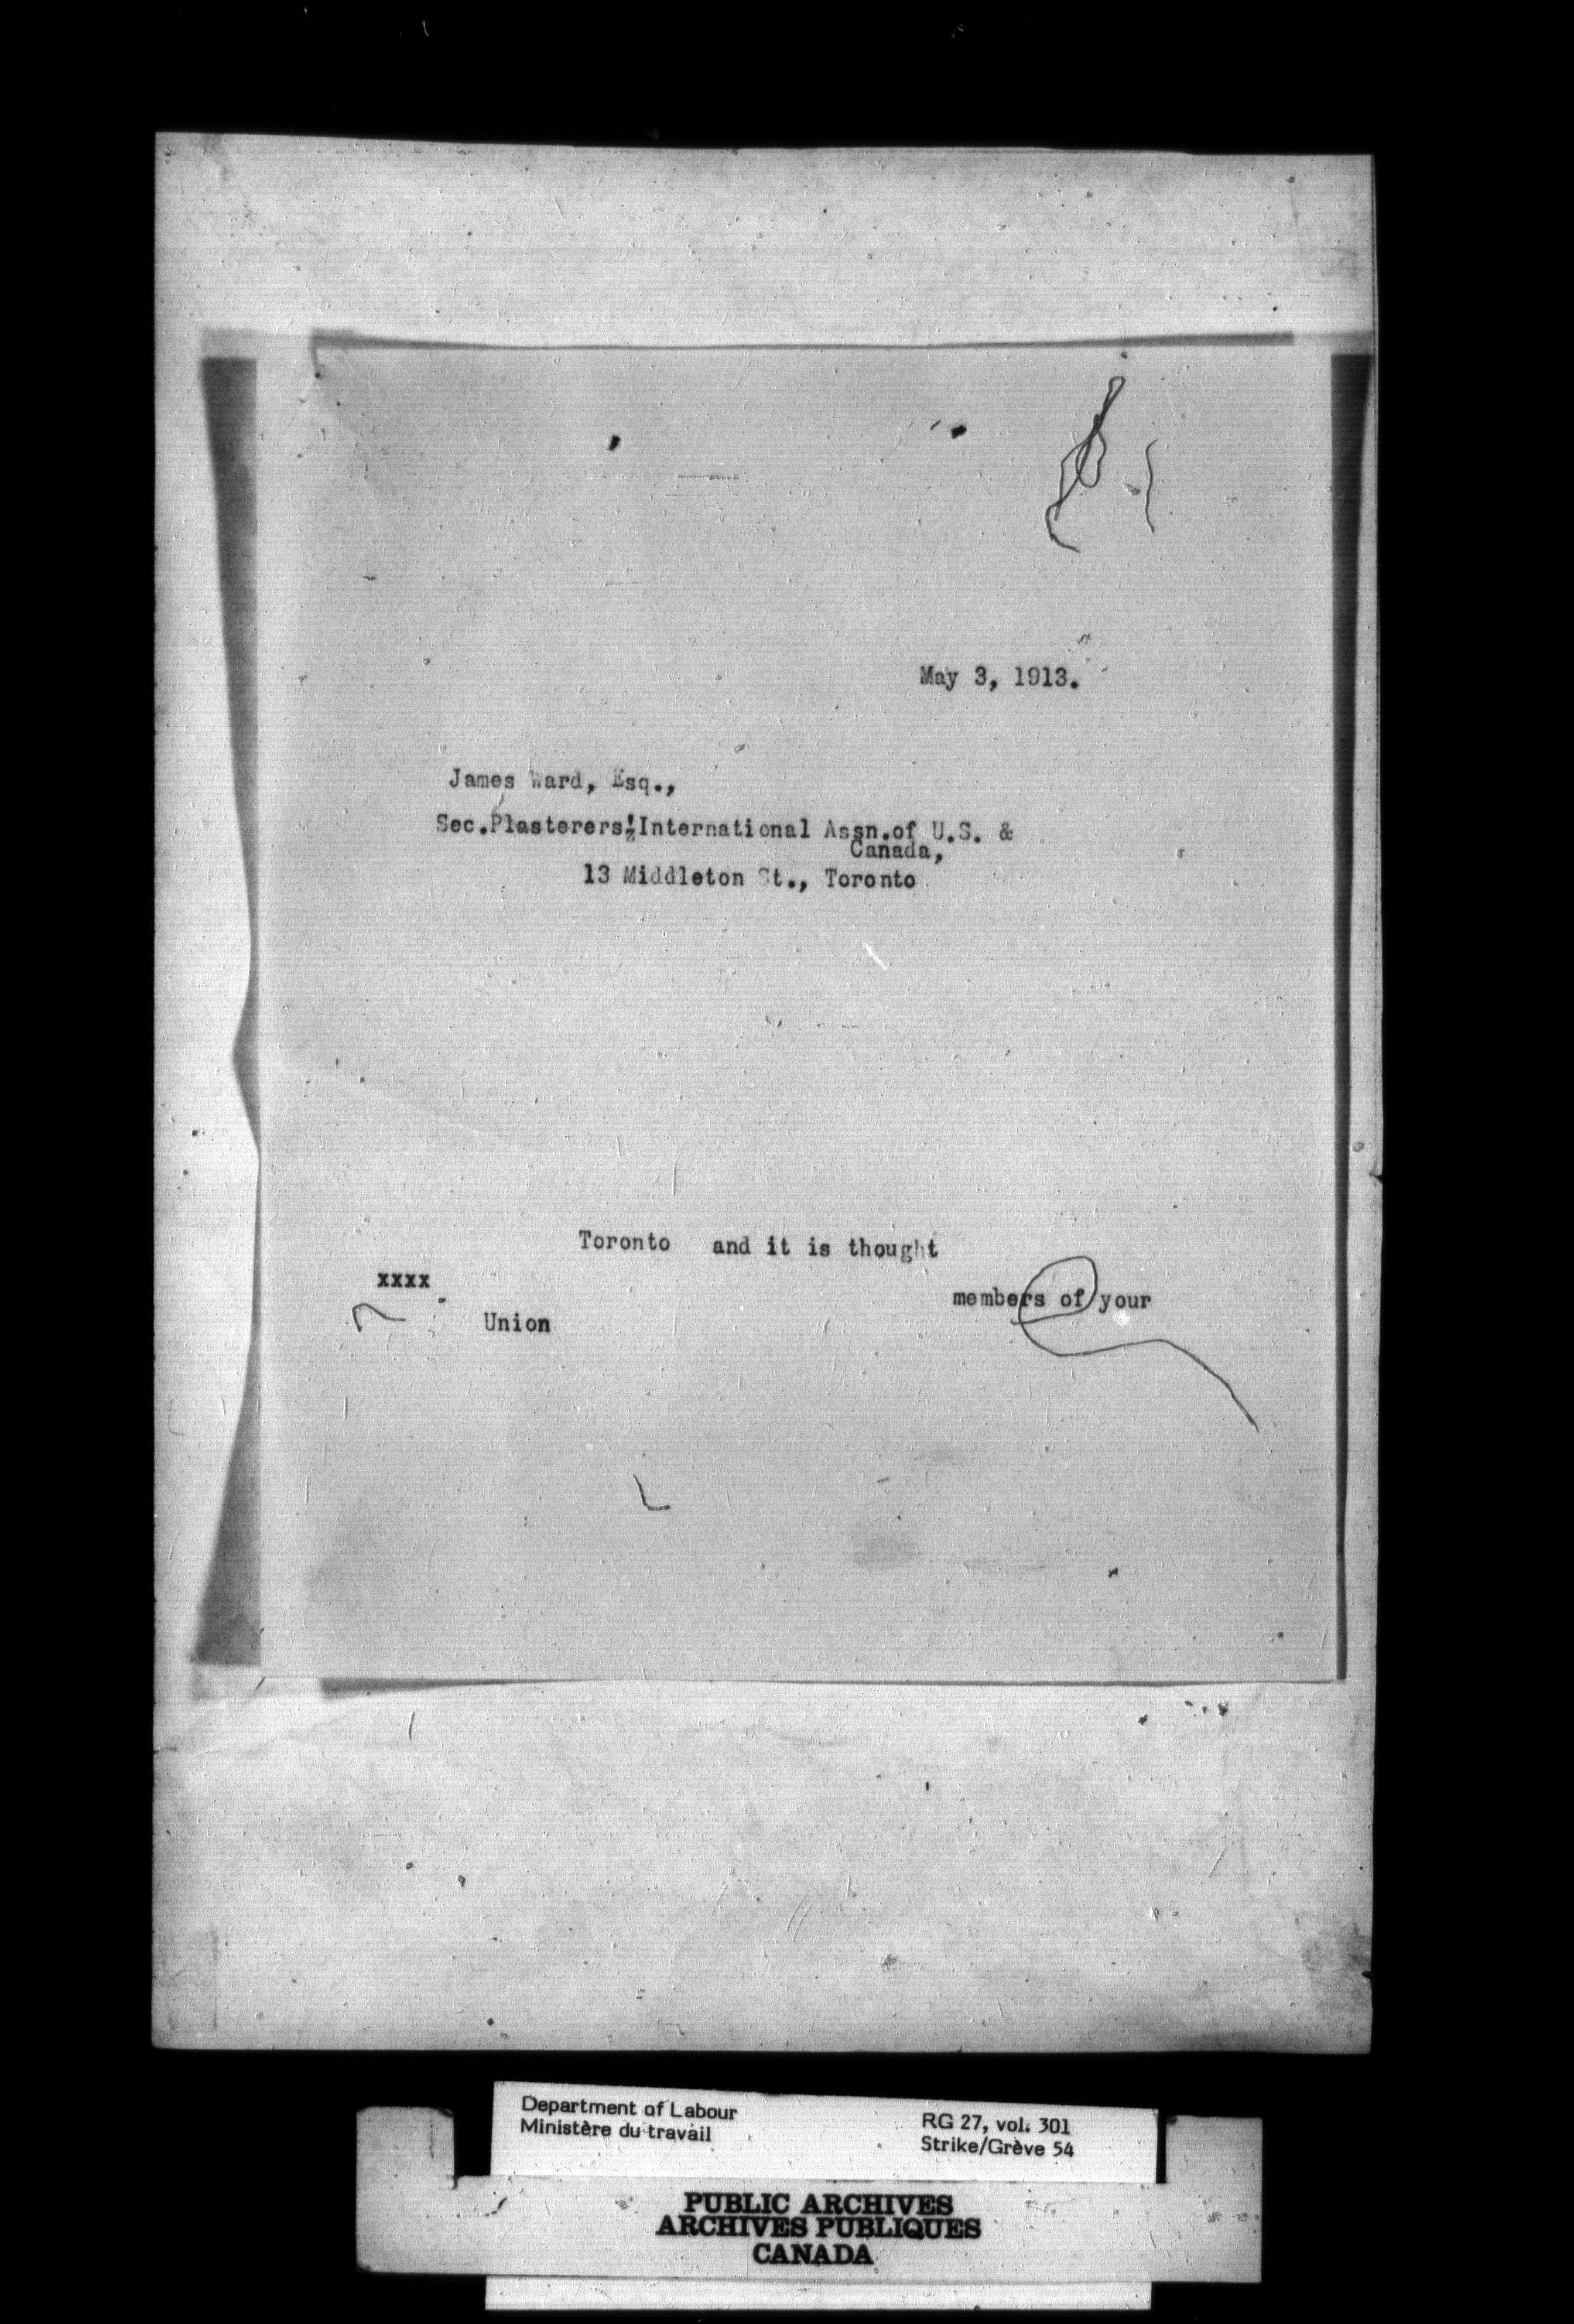 May 3, 1913.
James Ward, Esq.,
Sec.Plasterers' International Assn.of U.S. &
Canada,
13 Middleton St., Toronto
Toronto and it is thought
xxxx
members of your
Union
Department of Labour
Ministère du travail
RG 27, vol. 301
Strike/Grève 54
PUBLIC ARCHIVES
ARCHIVES PUBLIQUES
CANADA